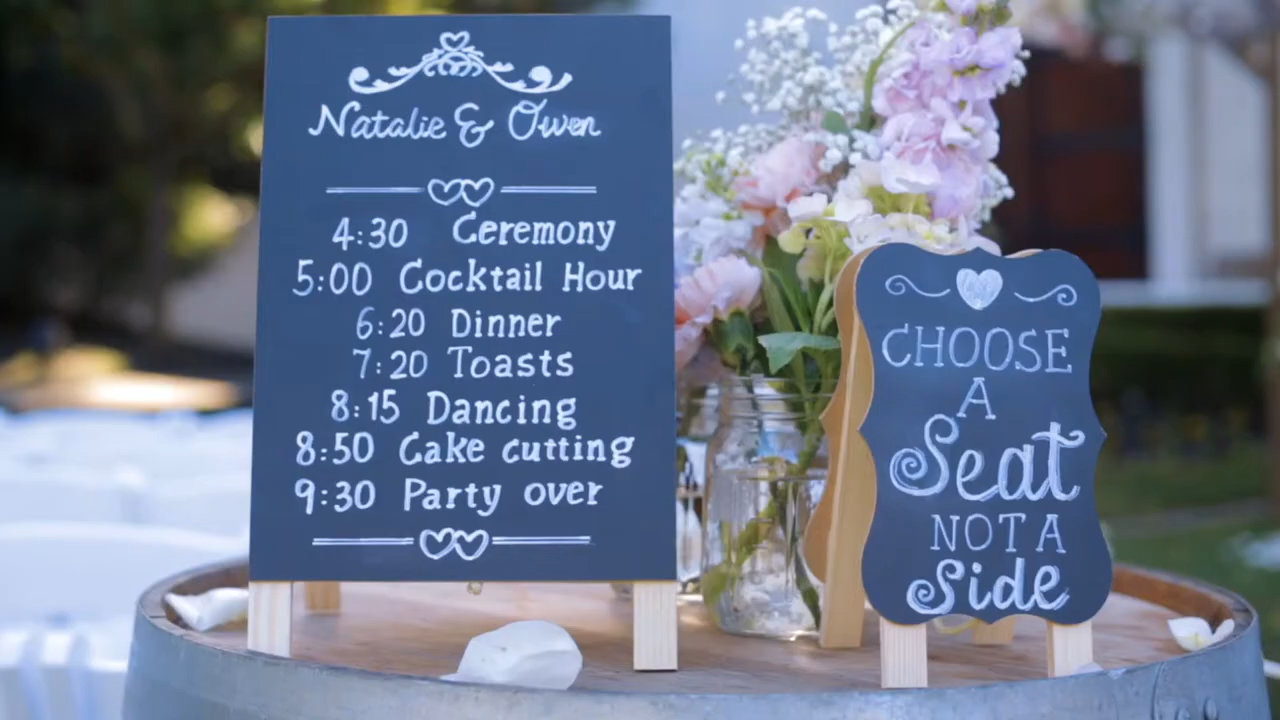 Natalie & Owen
4:30 Ceremony
5:00 Cocktail Hour
6:20 Dinner
7:20 Toasts
8:15 Dancing
8:50 Cake cutting
9:30 Party over
CHOOSE
A
Seat
NOT A
Side